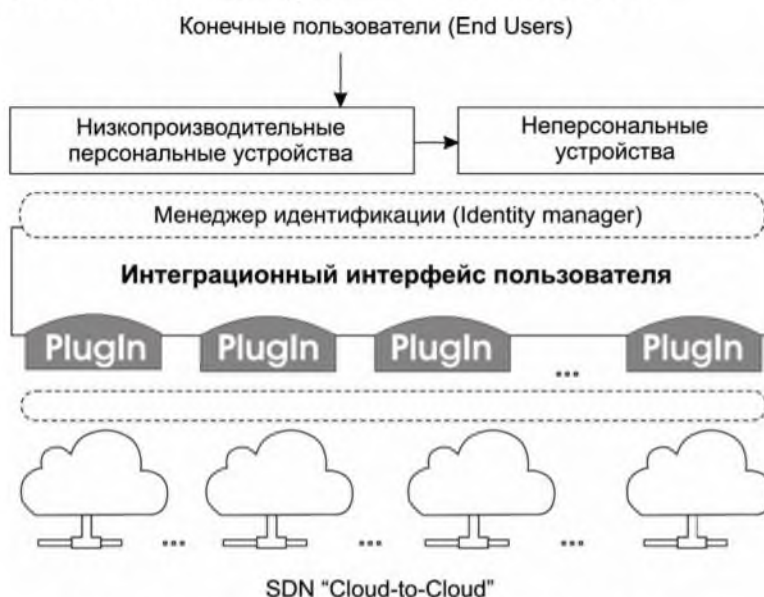 Конечные пользователи (End Users)
Низкопроизводительные
персональные устройства
Неперсональные
устройства
Менеджер идентификации (Identity manager)
Интеграционный интерфейс пользователя
PlugIn PlugIn PlugIn ... PlugIn
... ... ...
SDN “Cloud-to-Cloud”